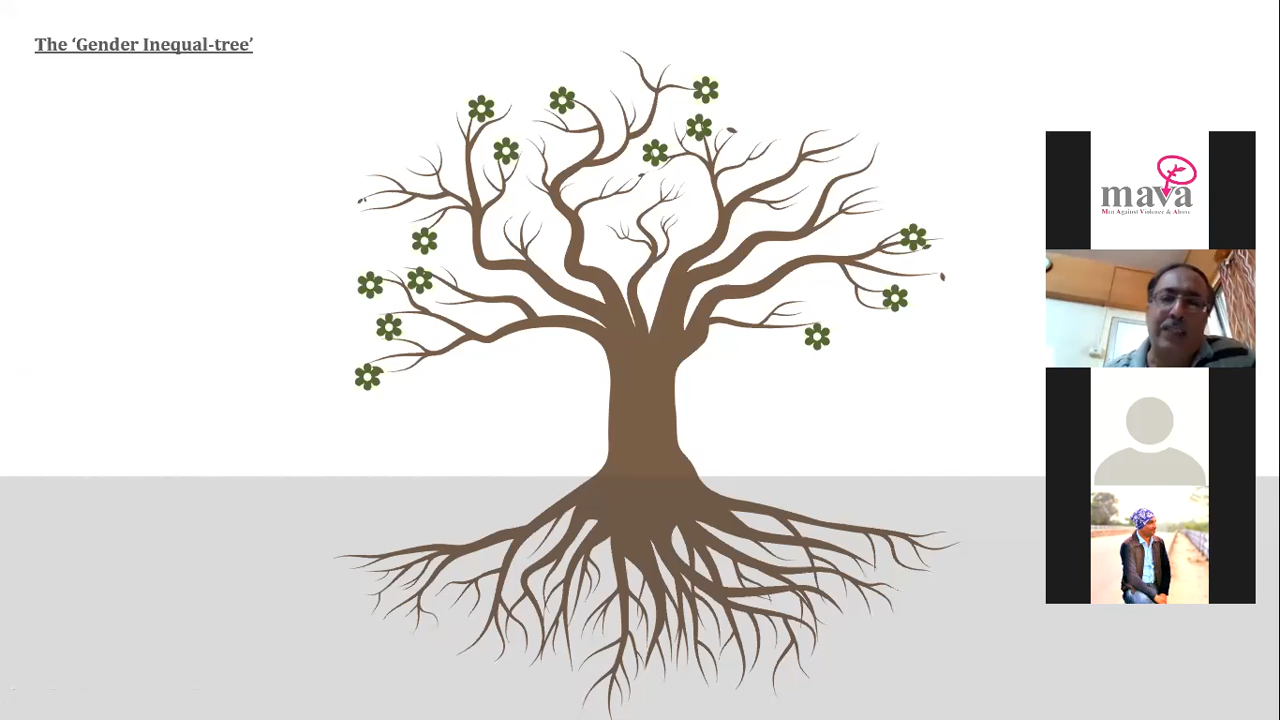 The ‘Gender Inequal-tree’
mava
Men Against Violence & Abuse